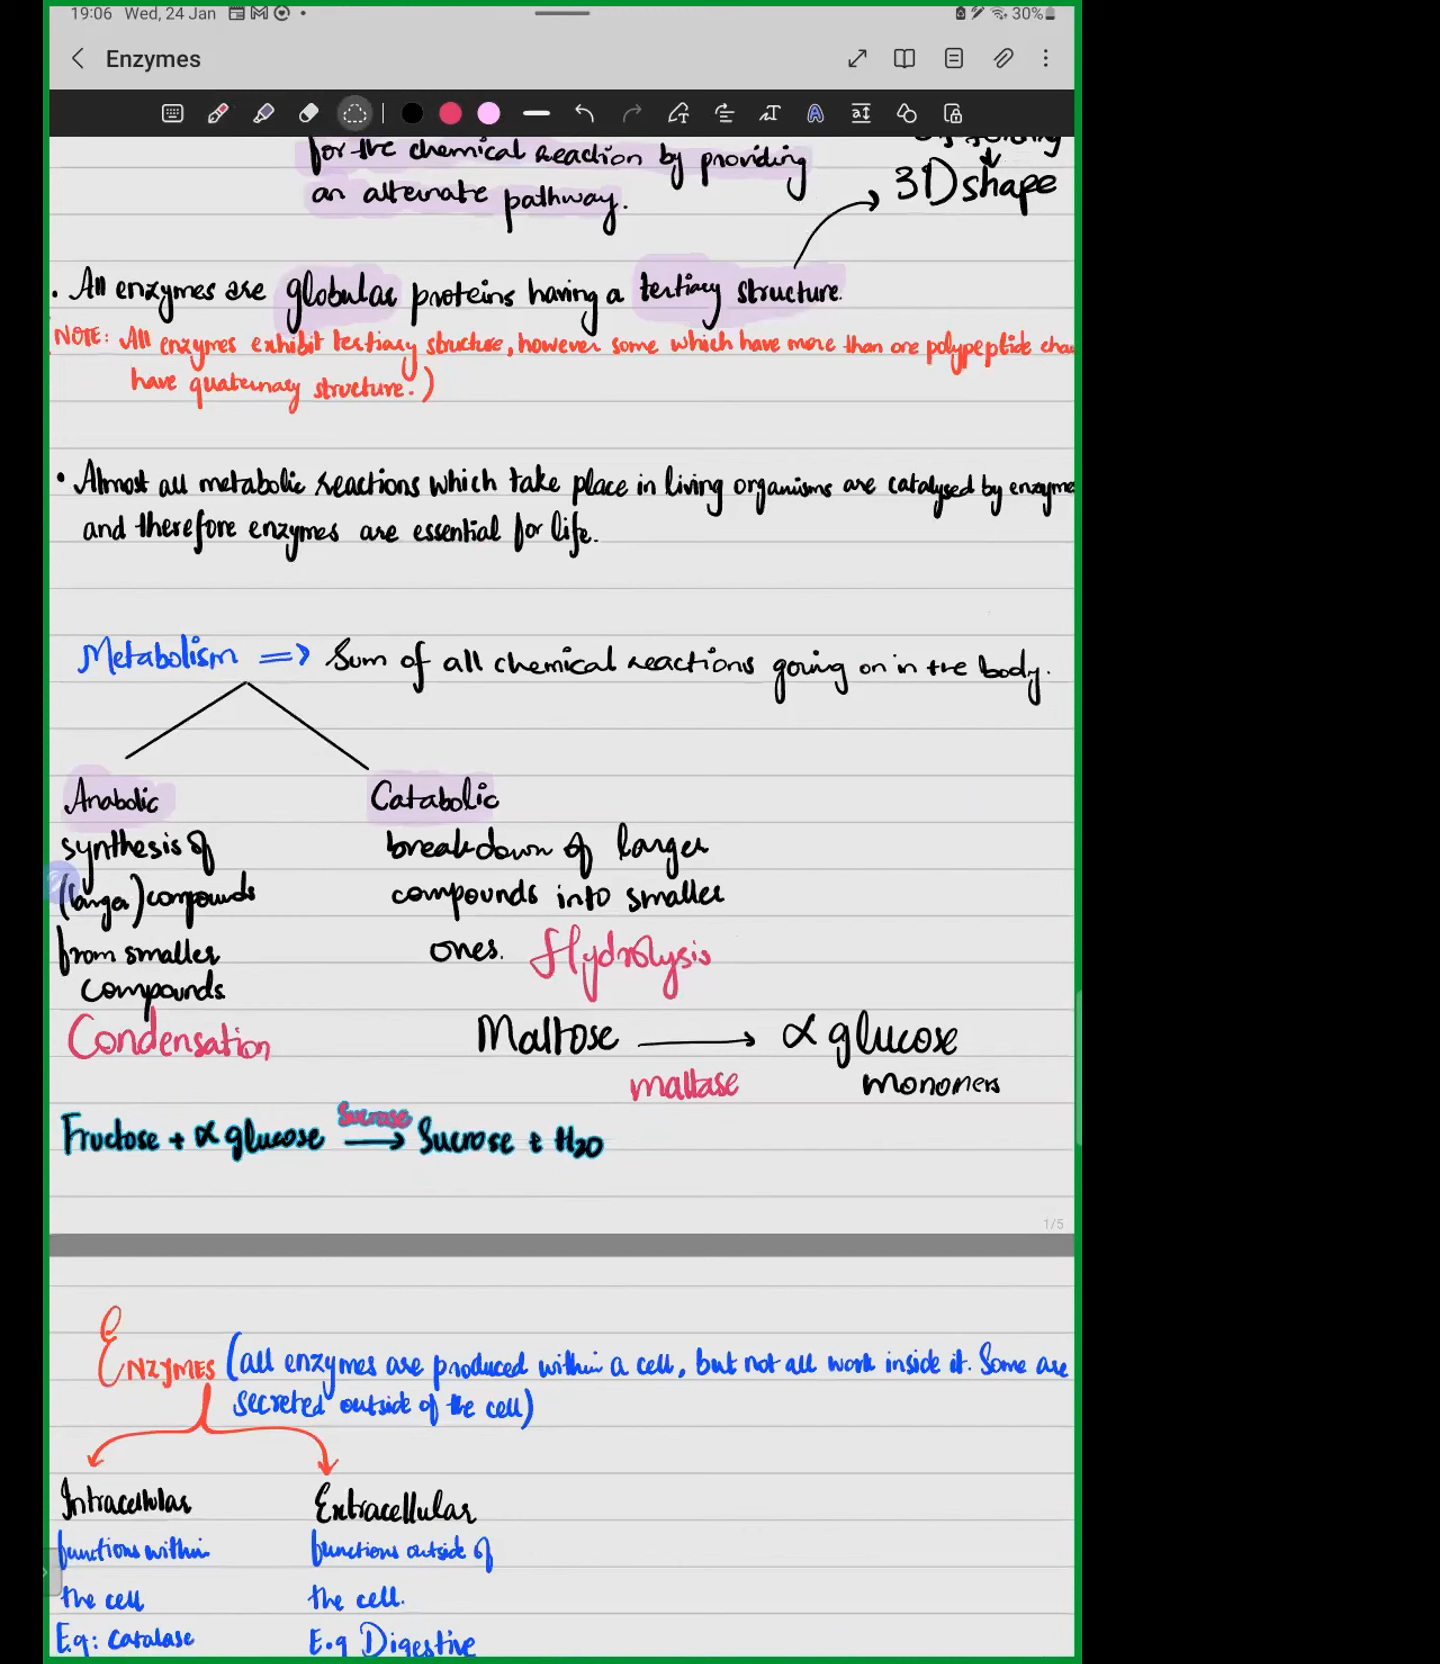 19:06 Wed, 24 Jan
30%
Enzymes
for the chemical reaction by providing
an alternate pathway.
3D shape
. All enzymes are globular proteins having a tertiary structure.
NOTE: All enzymes exhibit tertiary structure, however some which have more than one polypeptide chai
have quaternary structure.)
• Almost all metabolic reactions which take place in living organisms are catalysed by enzyme
and therefore enzymes are essential for life.
Metabolism => Sum of all chemical reactions going on in the body.
Anabolic
synthesis of
(larger) compounds
from smaller
compounds
Condensation
Catabolic
breakdown of larger
compounds into smaller
ones. Hydrolysis
Maltose → α glucose
maltase monomers
Sucrase
Fructose + α glucose → Sucrose + H2O
1/5
ENZYMES (all enzymes are produced within a cell, but not all work inside it. Some are
secreted outside of the cell)
Intracellular
functions within
the cell
E.g: Catalase
Extracellular
functions outside of
the cell.
E.g Digestive